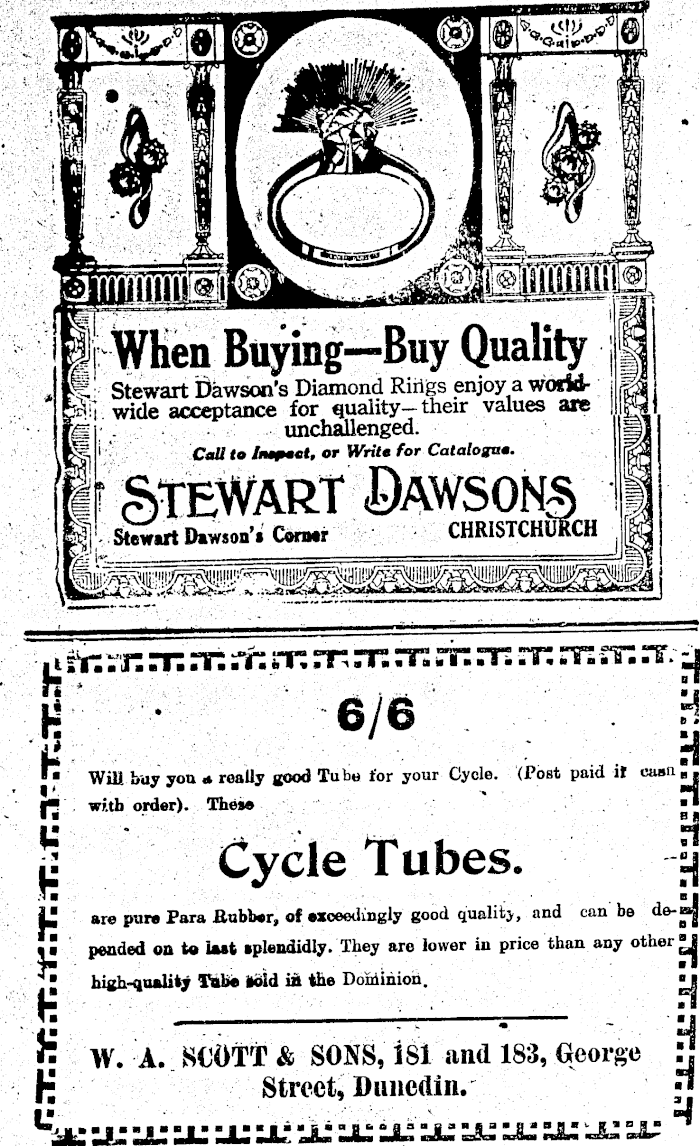 When Buying—Buy Quality
Stewart Dawson's Diamond Rings enjoy a world-
wide acceptance for quality—their values are
unchallenged.
Call to Inspect, or Write for Catalogue.
STEWART DAWSONS
Stewart Dawson's Corner CHRISTCHURCH
6/6
Will buy you a really good Tube for your Cycle. (Post paid if cash
with order). These
Cycle Tubes.
are pure Para Rubber, of exceedingly good quality, and can be de-
pended on to last splendidly. They are lower in price than any other
high-quality Tube sold in the Dominion.
W. A. SCOTT & SONS, 181 and 183, George
Street, Dunedin.